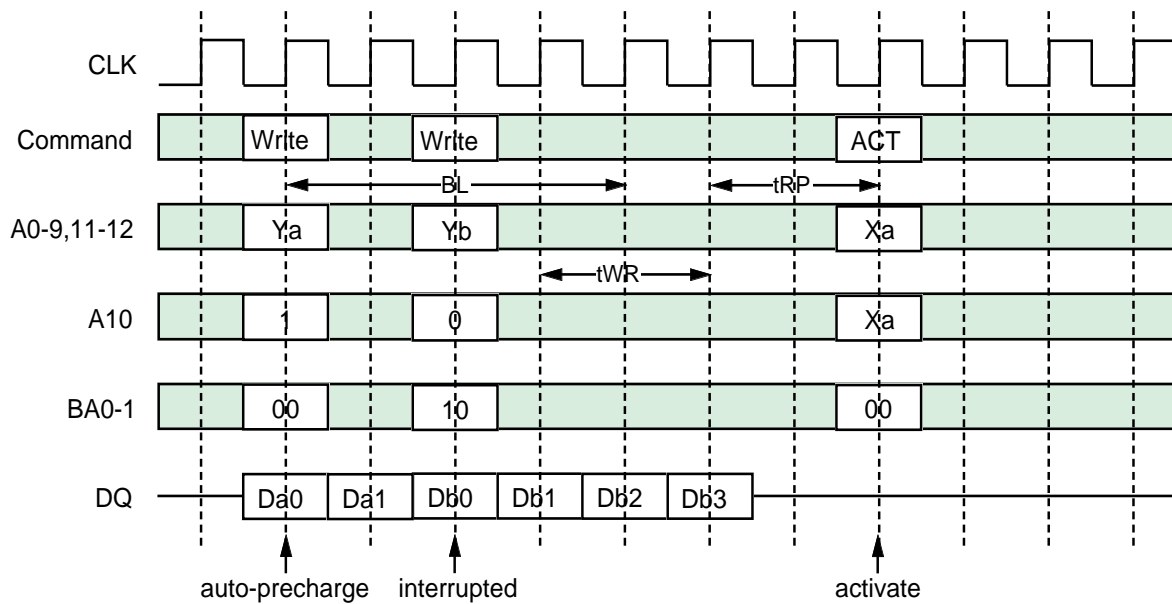 CLK
Command Write Write ACT
BL tRP
A0-9,11-12 Ya Yb Xa
tWR
A10 1 0 Xa
BA0-1 00 10 00
DQ Da0 Da1 Db0 Db1 Db2 Db3
auto-precharge interrupted activate